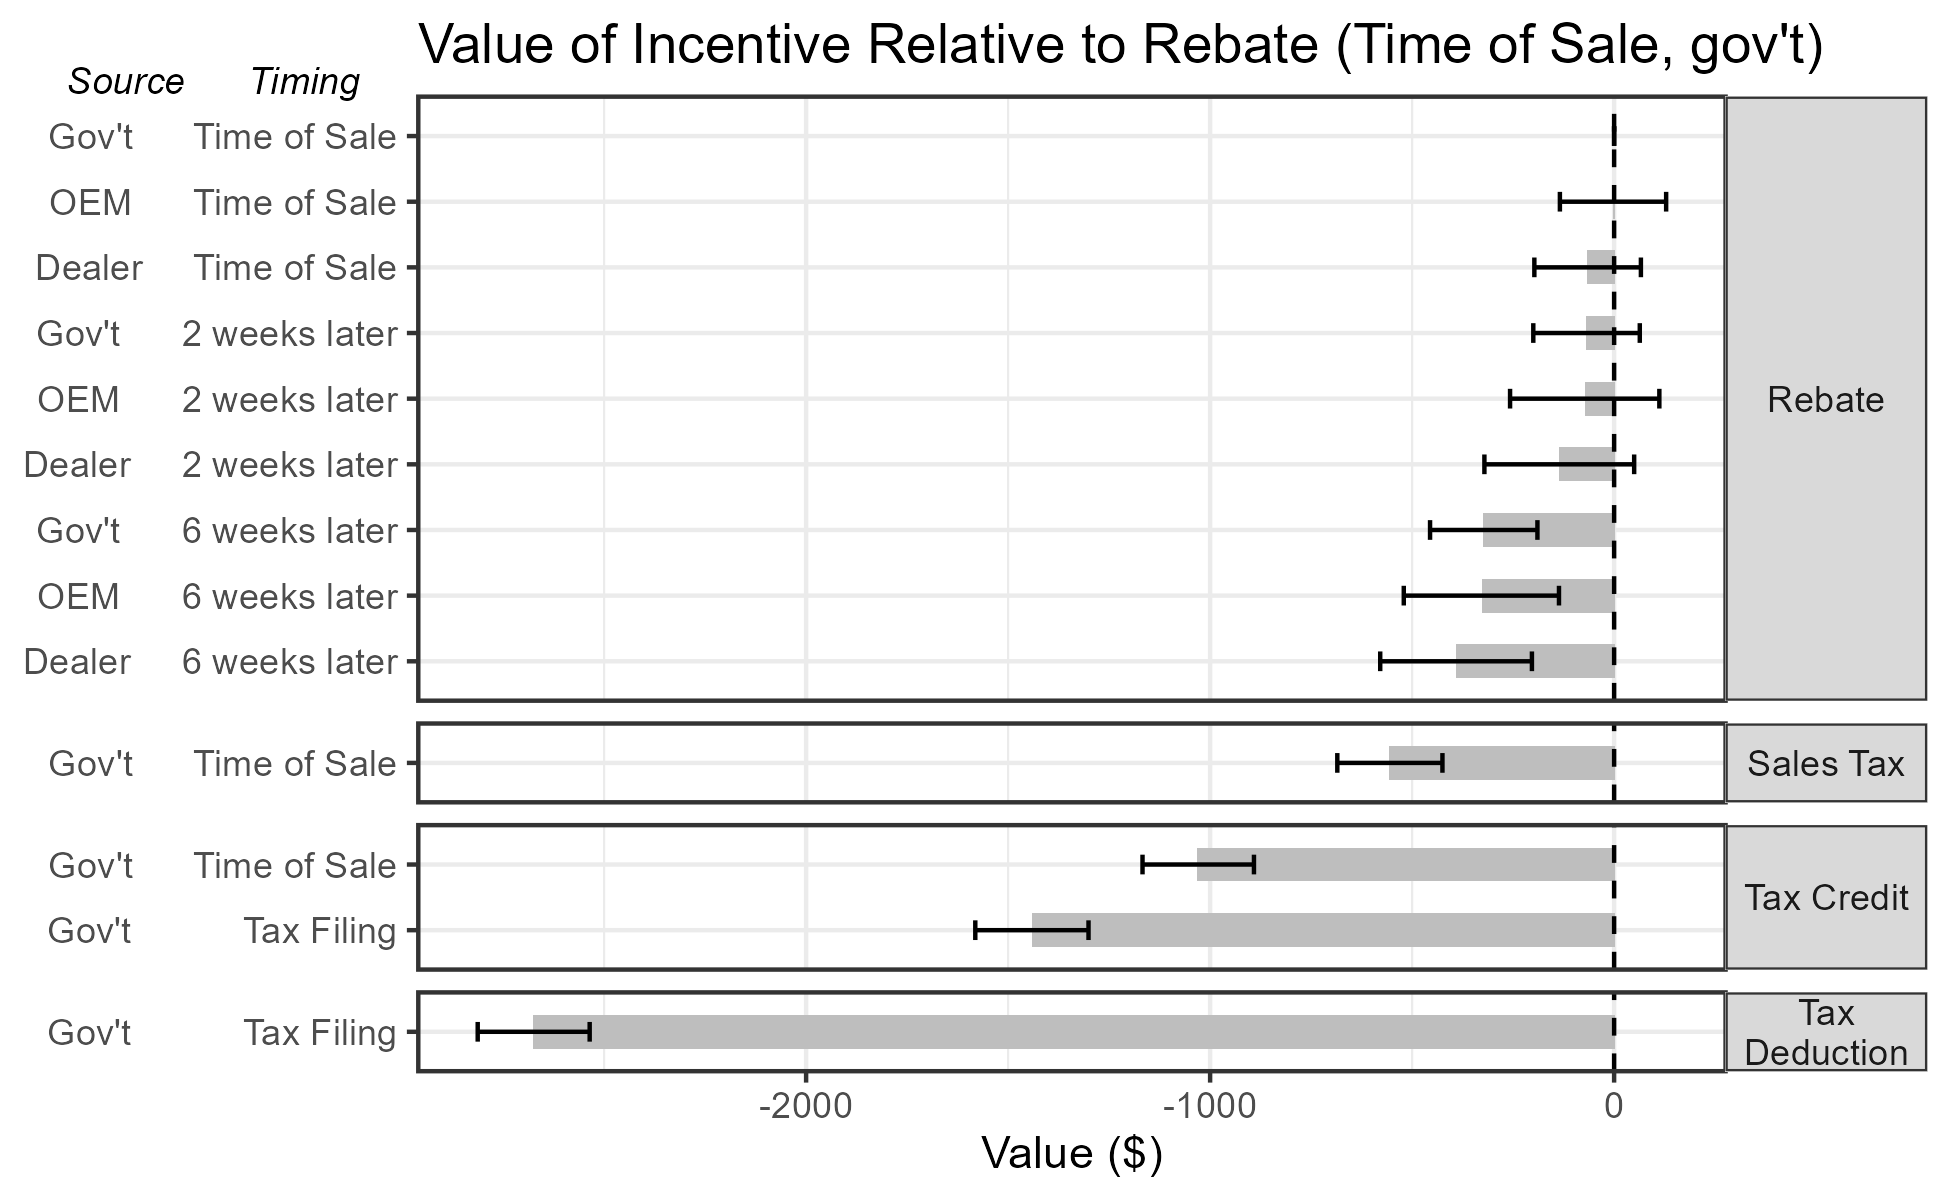 Value of Incentive Relative to Rebate (Time of Sale, gov't)
Source Timing
Gov't Time of Sale
OEM Time of Sale
Dealer Time of Sale
Gov't 2 weeks later
OEM 2 weeks later
Dealer 2 weeks later
Gov't 6 weeks later
OEM 6 weeks later
Dealer 6 weeks later
Rebate
Gov't Time of Sale
Sales Tax
Gov't Time of Sale
Gov't Tax Filing
Tax Credit
Gov't Tax Filing
Tax
Deduction
-2000 -1000 0
Value ($)